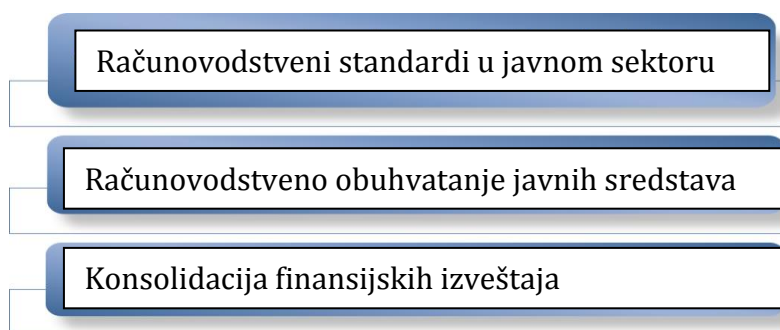 Računovodstveni standardi u javnom sektoru
Računovodstveno obuhvatanje javnih sredstava
Konsolidacija finansijskih izveštaja